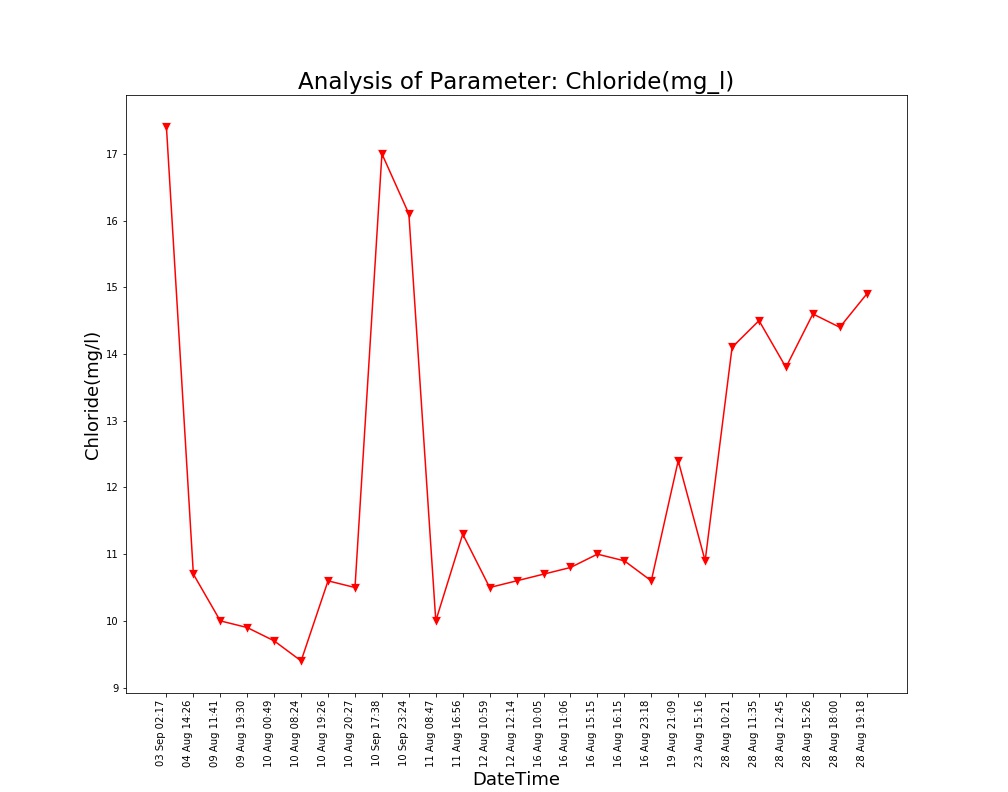 Analysis of Parameter: Chloride(mg_l)
Chloride(mg/l)
17
16
15
14
13
12
11
10
9
03 Sep 02:17
04 Aug 14:26
09 Aug 11:41
09 Aug 19:30
10 Aug 00:49
10 Aug 08:24
10 Aug 19:26
10 Aug 20:27
10 Sep 17:38
10 Sep 23:24
11 Aug 08:47
11 Aug 16:56
12 Aug 10:59
12 Aug 12:14
16 Aug 10:05
16 Aug 11:06
16 Aug 15:15
16 Aug 16:15
16 Aug 23:18
19 Aug 21:09
23 Aug 15:16
28 Aug 10:21
28 Aug 11:35
28 Aug 12:45
28 Aug 15:26
28 Aug 18:00
28 Aug 19:18
DateTime